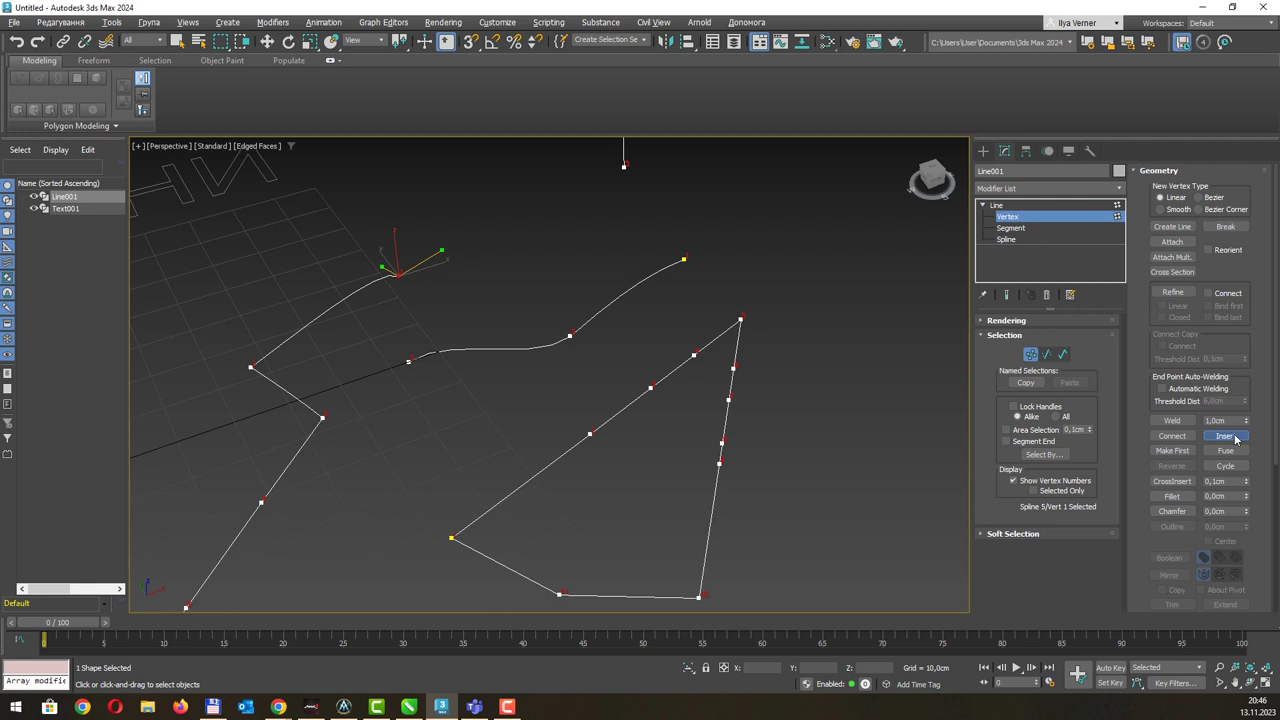 Untitled - Autodesk 3ds Max 2024
File Редагування Tools Група Views Create Modifiers Animation Graph Editors Rendering Customize Scripting Substance Civil View Arnold Допомога
Ilya Verner Workspaces: Default
All View Create Selection Se C:\Users\User\Documents\3ds Max 2024
Modeling Freeform Selection Object Paint Populate
Polygon Modeling
Select Display Edit
[+] [Perspective] [Standard] [Edged Faces]
Name (Sorted Ascending)
Line001
Text001
Line001
Modifier List
Line
Vertex
Segment
Spline
Rendering
Selection
Named Selections:
Copy Paste
Lock Handles
Alike All
Area Selection 0,1cm
Segment End
Select By...
Display
Show Vertex Numbers
Selected Only
Spline 5/Vert 1 Selected
Soft Selection
Geometry
New Vertex Type
Linear Bezier
Smooth Bezier Corner
Create Line Break
Attach
Reorient
Attach Mult.
Cross Section
Refine Connect
Linear Bind first
Closed Bind last
Connect Copy
Connect
Threshold Dist 0,1cm
End Point Auto-Welding
Automatic Welding
Threshold Dist 6,0cm
Weld 1,0cm
Connect Inser
Make First Fuse
Reverse Cycle
CrossInsert 0,1cm
Fillet 0,0cm
Chamfer 0,0cm
Outline 0,0cm
Center
Boolean
Mirror
Copy About Pivot
Trim Extend
Default
0 / 100
0 5 10 15 20 25 30 35 40 45 50 55 60 65 70 75 80 85 90 95 100
1 Shape Selected
X: Y: Z: Grid = 10,0cm
Auto Key Selected
Array modifie
Click or click-and-drag to select objects
Enabled: Add Time Tag
0
Set Key Key Filters...
20:46
13.11.2023